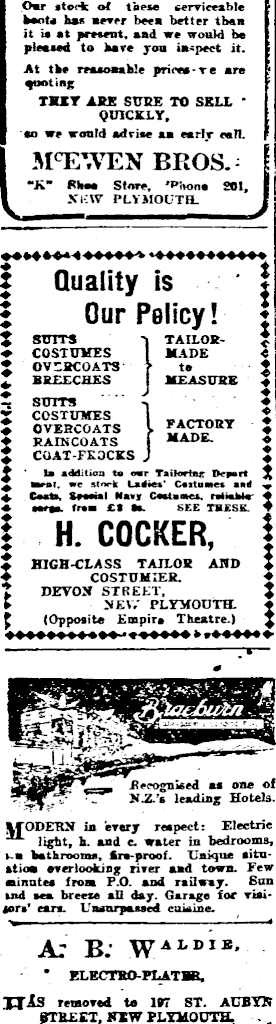 Our stock of these serviceable
boots has never been better than
it is at present, and we would be
pleased to have you inspect it.
At the reasonable prices we are
quoting
THEY ARE SURE TO SELL
QUICKLY,
so we would advise an early call.
McEWEN BROS.
"K" Shoe Store, 'Phone 201,
NEW PLYMOUTH.
Quality is
Our Policy!
SUITS
COSTUMES
OVERCOATS
BREECHES
TAILOR-
MADE
to
MEASURE
SUITS
COSTUMES
OVERCOATS
RAINCOATS
COAT-FROCKS
FACTORY
MADE.
In addition to our Tailoring Depart
ment, we stock Ladies' Costumes and
Coats, Special Navy Costumes, reliable
serge, from £8 8s. SEE THESE.
H. COCKER,
HIGH-CLASS TAILOR AND
COSTUMIER,
DEVON STREET,
NEW PLYMOUTH.
(Opposite Empire Theatre.)
Braeburn
Recognised as one of
N.Z.'s leading Hotels.
MODERN in every respect: Electric
light, h. and c. water in bedrooms,
bathrooms, fire-proof. Unique situ-
ation overlooking river and town. Few
minutes from P.O. and railway. Sun
and sea breeze all day. Garage for visi-
tors' cars. Unsurpassed cuisine.
A. B. WALDIE,
ELECTRO-PLATER,
HAS removed to 197 ST. AUBYN
STREET, NEW PLYMOUTH